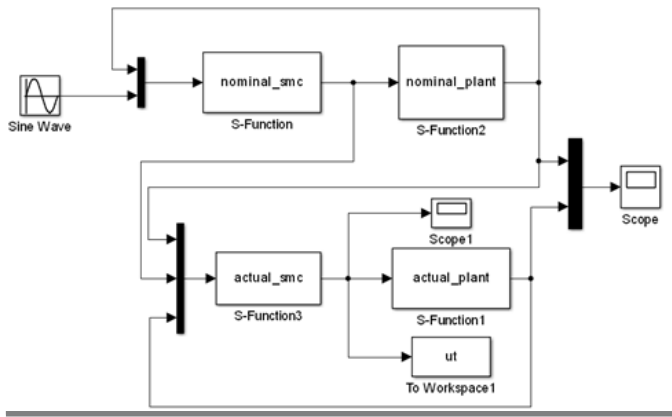 nominal_smc
nominal_plant
Sine Wave
S-Function
S-Function2
Scope
Scope1
actual_smc
actual_plant
S-Function3
S-Function1
ut
To Workspace1